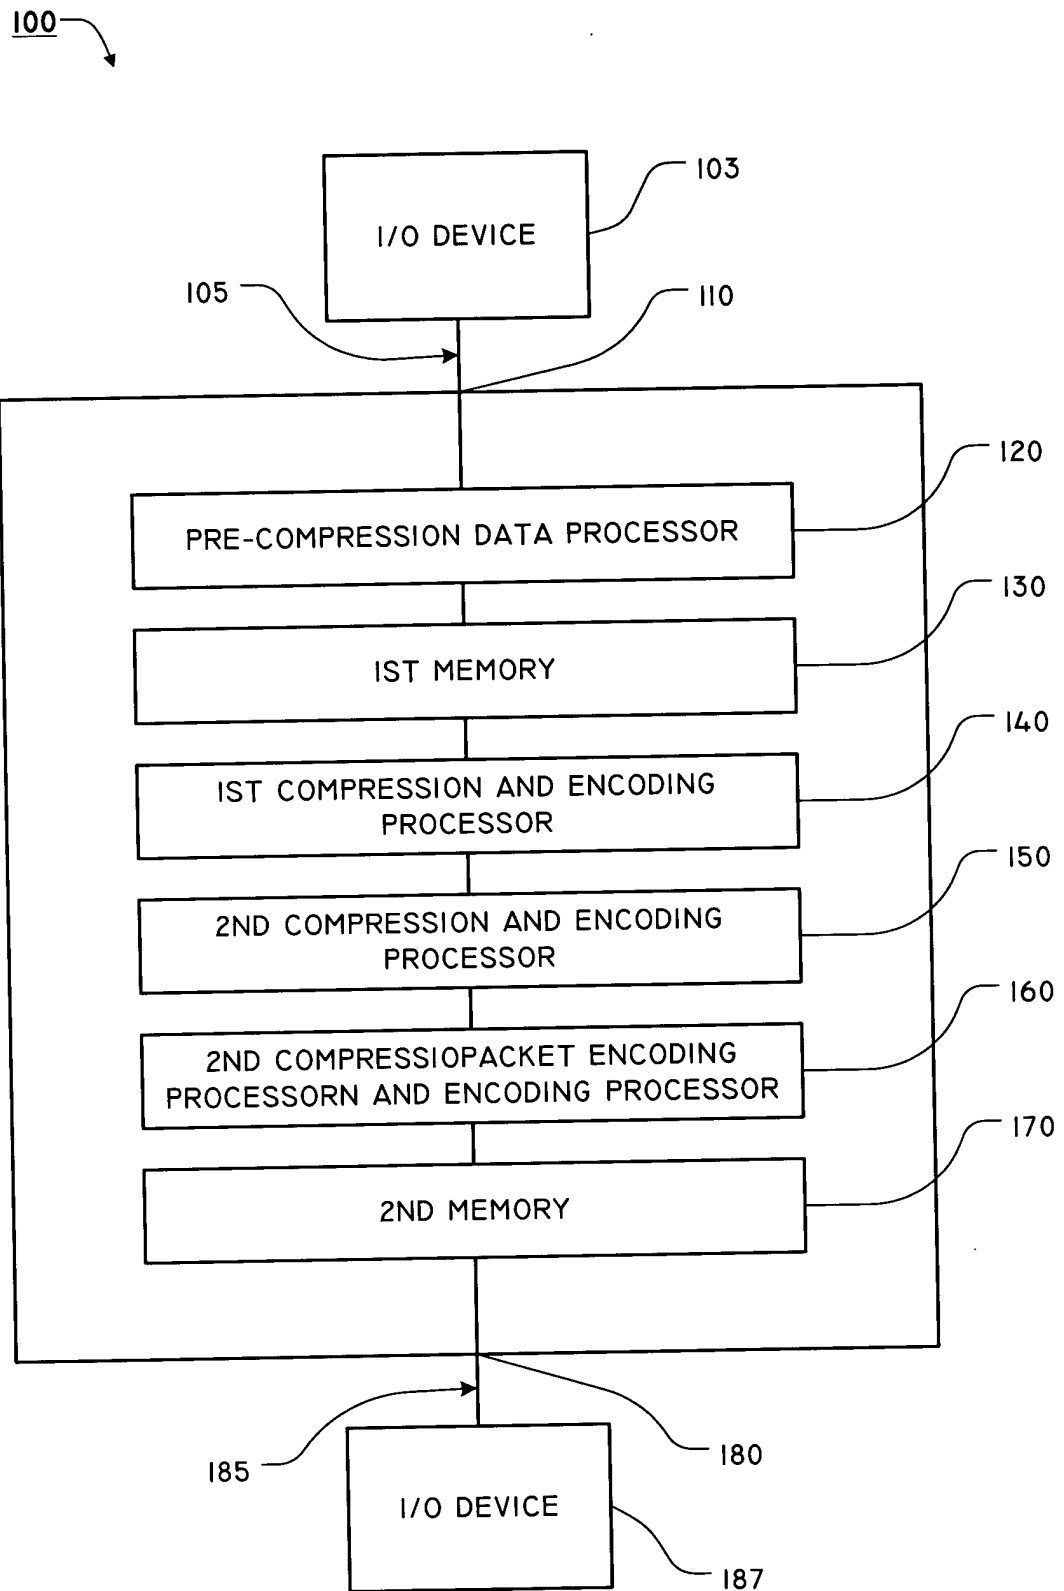 100
103
I/O DEVICE
105
110
120
PRE-COMPRESSION DATA PROCESSOR
130
1ST MEMORY
140
1ST COMPRESSION AND ENCODING
PROCESSOR
150
2ND COMPRESSION AND ENCODING
PROCESSOR
160
2ND COMPRESSIOPACKET ENCODING
PROCESSORN AND ENCODING PROCESSOR
170
2ND MEMORY
185
180
I/O DEVICE
187